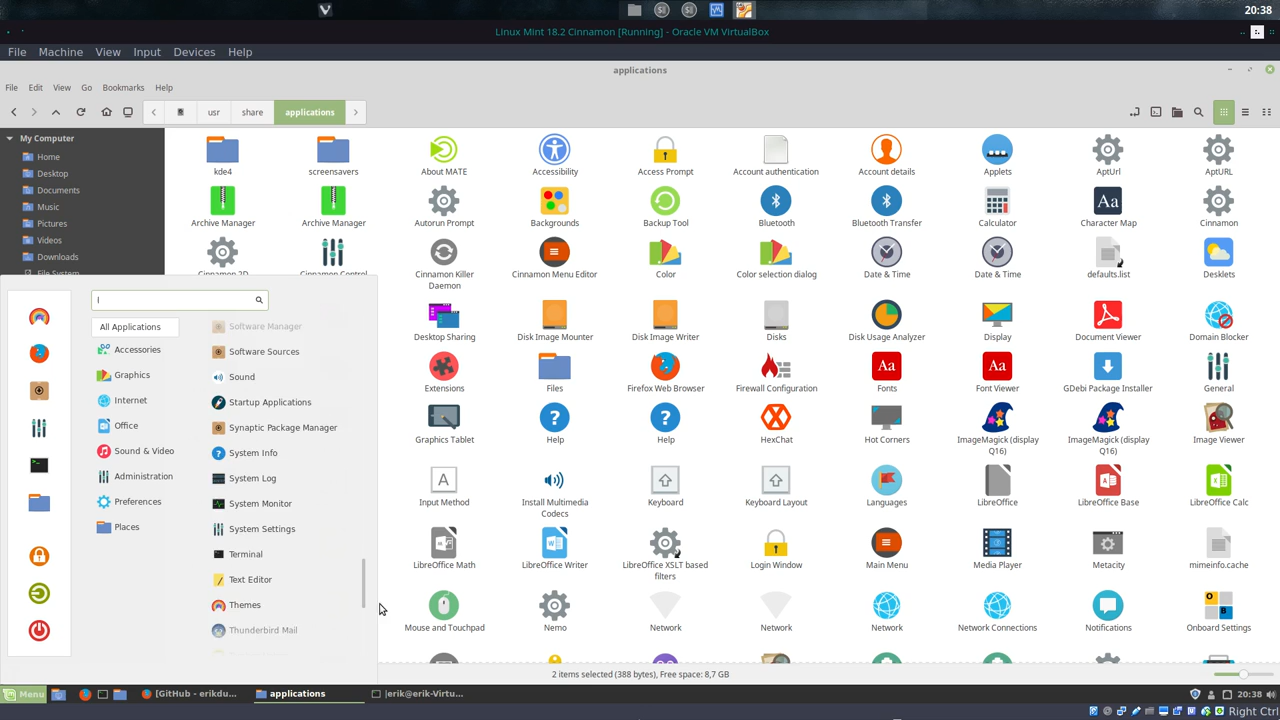 20:38
Linux Mint 18.2 Cinnamon [Running] - Oracle VM VirtualBox
File Machine View Input Devices Help
applications
File Edit View Go Bookmarks Help
usr share applications
My Computer
Home
Desktop
Documents
Music
Pictures
Videos
Downloads
File System
kde4 screensavers About MATE Accessibility Access Prompt Account authentication Account details Applets AptUrl AptURL
Archive Manager Archive Manager Autorun Prompt Backgrounds Backup Tool Bluetooth Bluetooth Transfer Calculator Character Map Cinnamon
Cinnamon 2D Cinnamon Control Cinnamon Killer Cinnamon Menu Editor Color Color selection dialog Date & Time Date & Time defaults.list Desklets
Daemon
Desktop Sharing Disk Image Mounter Disk Image Writer Disks Disk Usage Analyzer Display Document Viewer Domain Blocker
Extensions Files Firefox Web Browser Firewall Configuration Fonts Font Viewer GDebi Package Installer General
Graphics Tablet Help Help HexChat Hot Corners ImageMagick (display ImageMagick (display Image Viewer
Q16) Q16)
Input Method Install Multimedia Keyboard Keyboard Layout Languages LibreOffice LibreOffice Base LibreOffice Calc
Codecs
LibreOffice Math LibreOffice Writer LibreOffice XSLT based Login Window Main Menu Media Player Metacity mimeinfo.cache
filters
Mouse and Touchpad Nemo Network Network Network Network Connections Notifications Onboard Settings
l
All Applications
Accessories
Graphics
Internet
Office
Sound & Video
Administration
Preferences
Places
Software Manager
Software Sources
Sound
Startup Applications
Synaptic Package Manager
System Info
System Log
System Monitor
System Settings
Terminal
Text Editor
Themes
Thunderbird Mail
2 items selected (388 bytes), Free space: 8,7 GB
Menu [GitHub - erikdu... applications [erik@erik-Virtu... 20:38
Right Ctrl